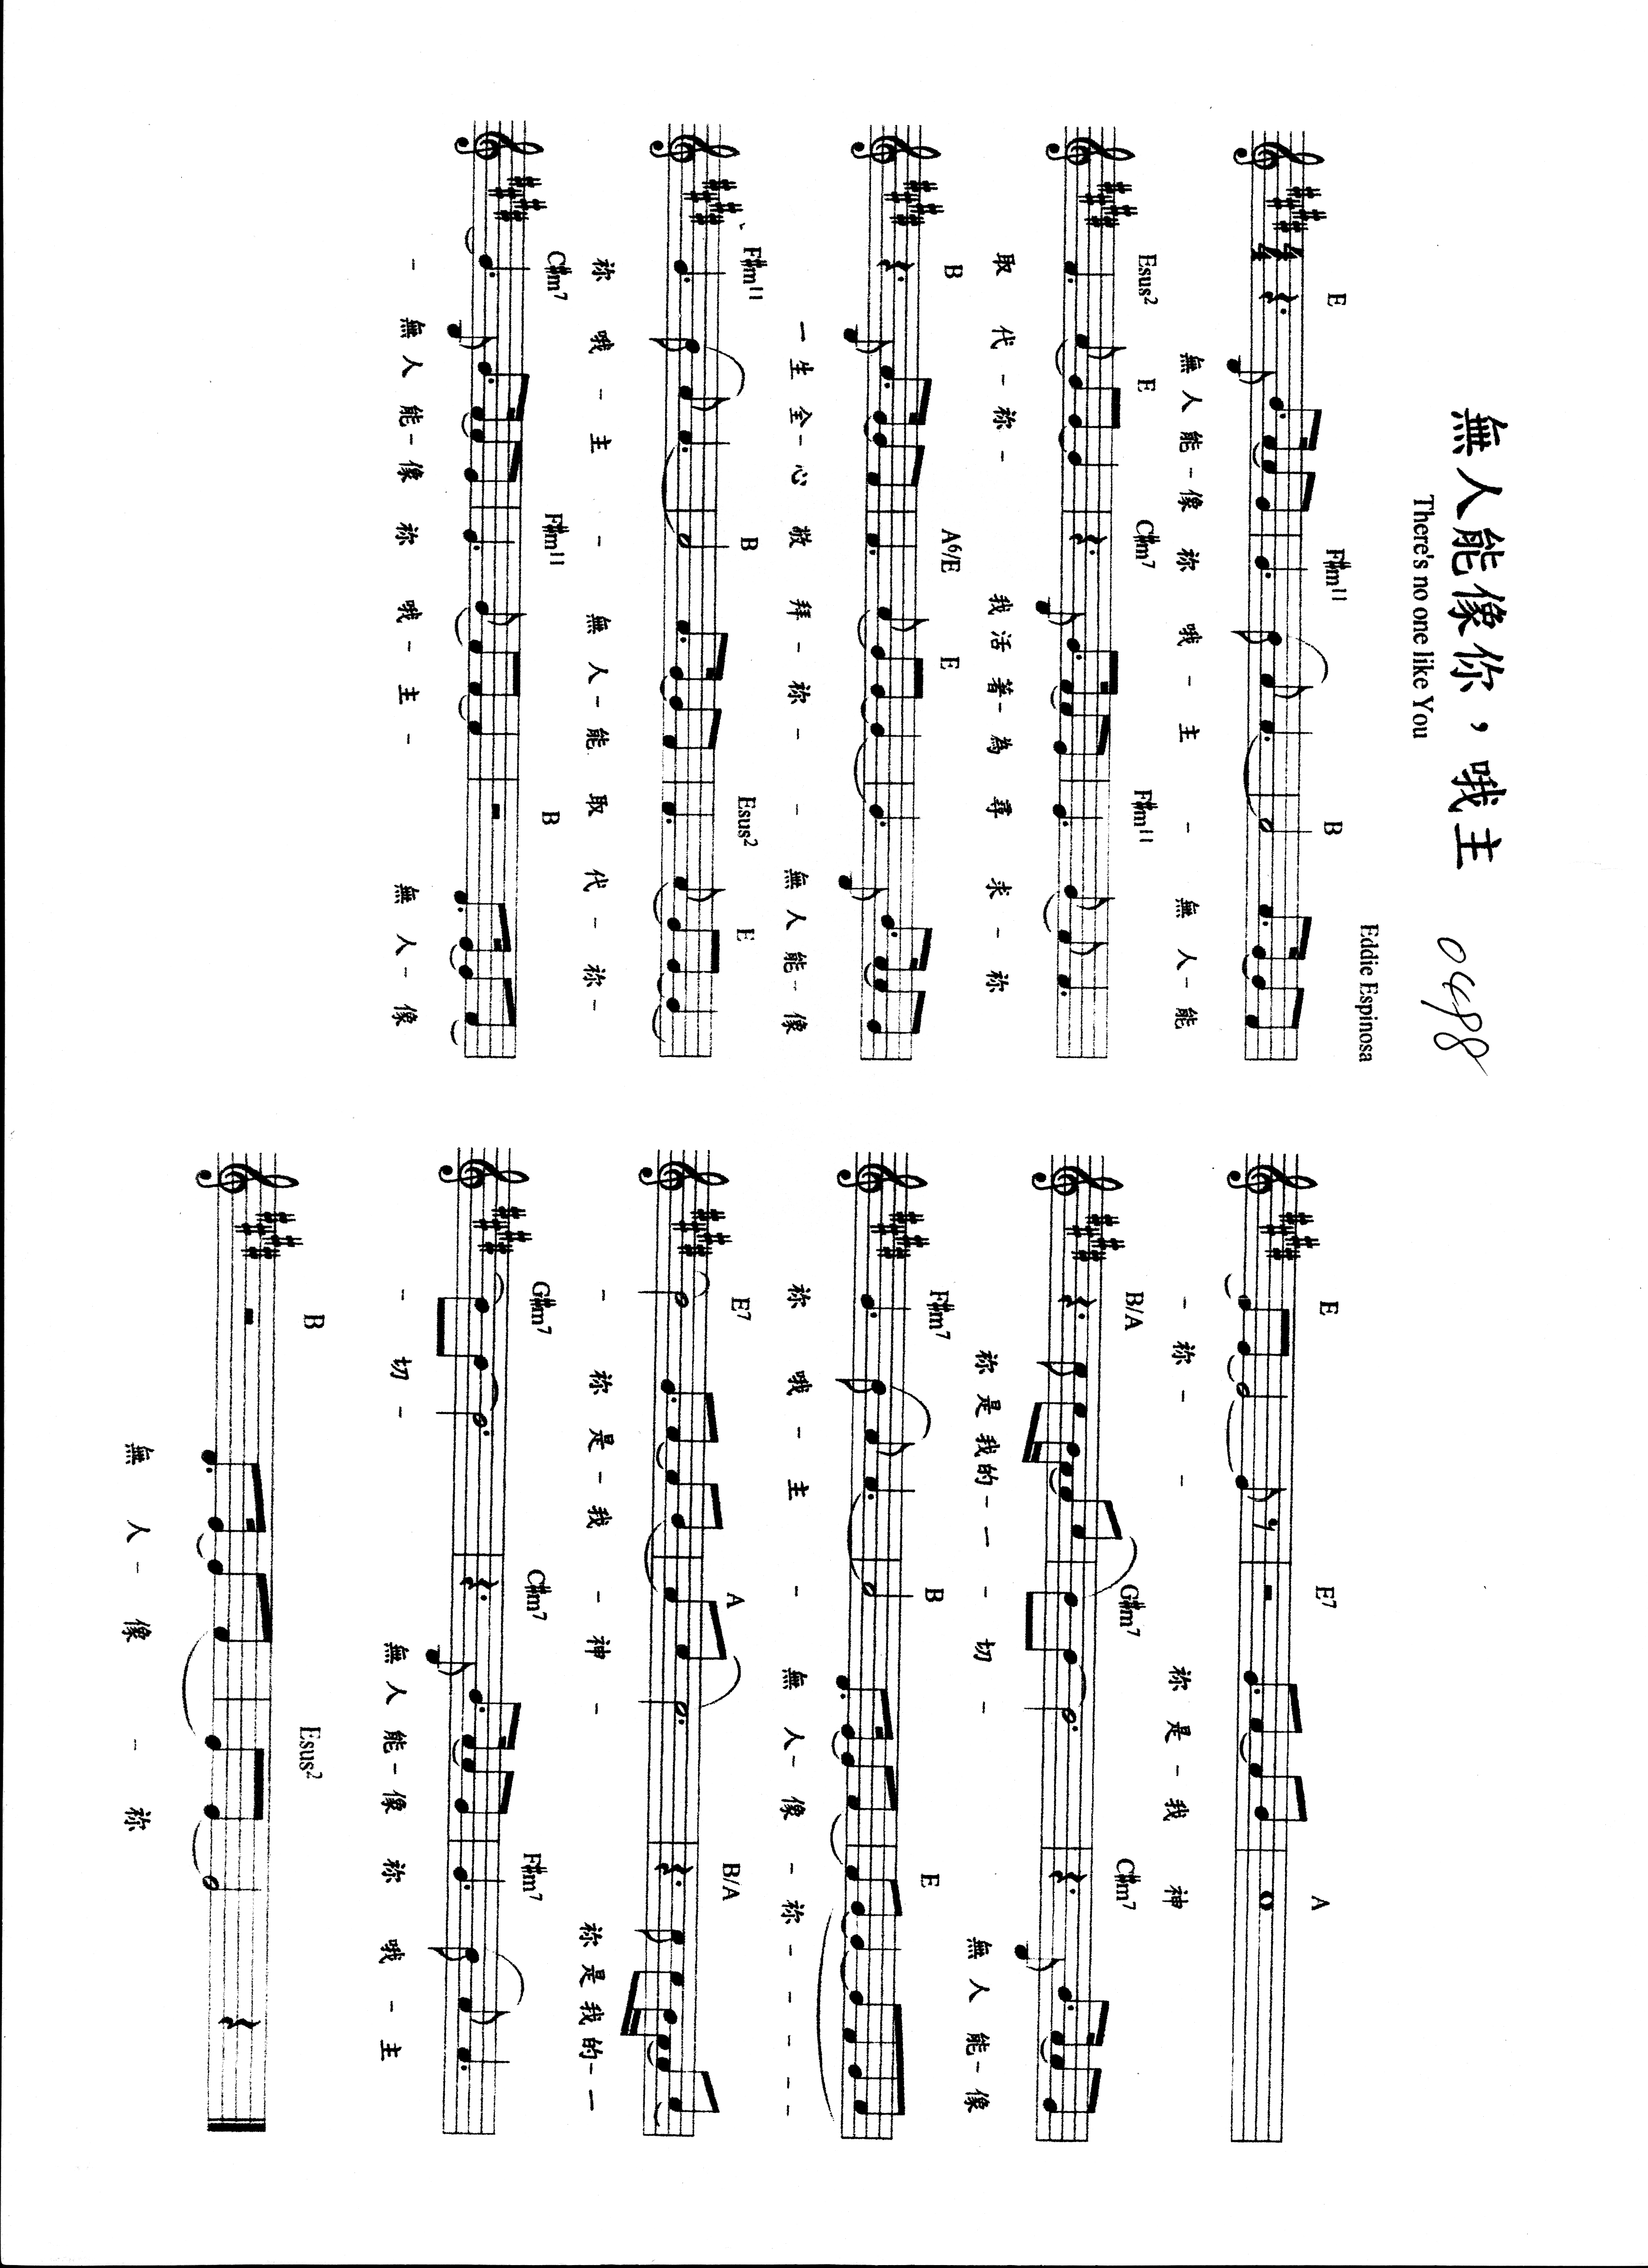 無人能像你，哦主 0498
There's no one like You
Eddie Espinosa
E F#m11 B
無 人 能 - 像 祢 哦 - 主 - 無 人 - 能
Esus2 E C#m7 F#m11
取 代 - 祢 - 我 活 著 - 為 尋 求 - 祢
B A6/E E
一 生 全 - 心 敬 拜 - 祢 - - 無 人 能 - 像
F#m11 B Esus2 E
祢 哦 - 主 - 無 人 - 能 取 代 - 祢 -
C#m7 F#m11 B
- 無 人 能 - 像 祢 哦 - 主 - 無 人 - 像
E E7 A
- 祢 - - 祢 是 - 我 神
B/A G#m7 C#m7
祢 是 我 的 - 一 - 切 - 無 人 能 - 像
F#m7 B E
祢 哦 - 主 - 無 人 - 像 - 祢 - - - - -
E7 A B/A
- 祢 是 - 我 - 神 - 祢 是 我 的 - 一
G#m7 C#m7 F#m7
- 切 - 無 人 能 - 像 祢 哦 - 主
B Esus2
無 人 - 像 - 祢